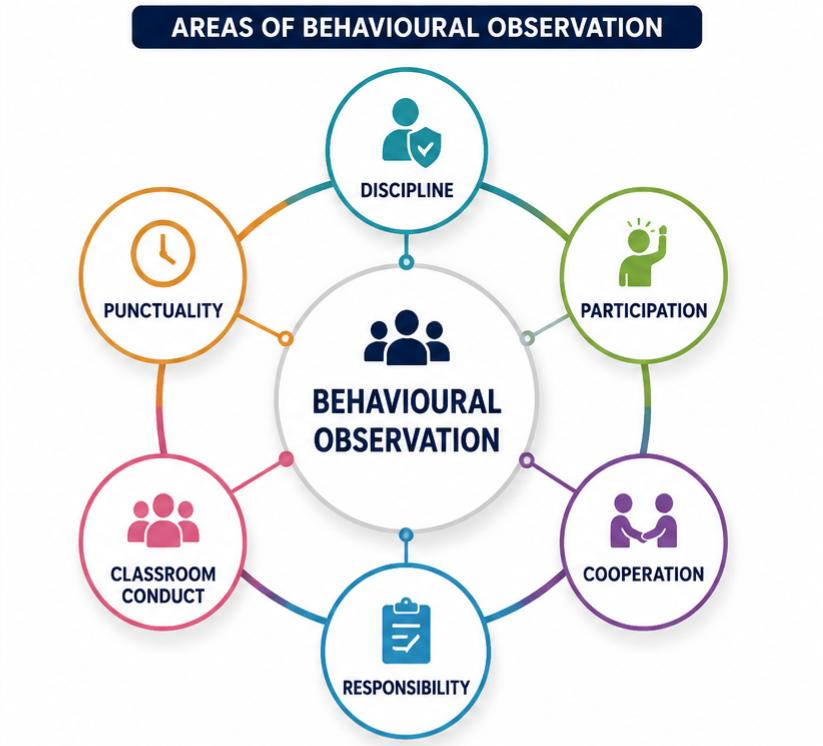 AREAS OF BEHAVIOURAL OBSERVATION
DISCIPLINE
PUNCTUALITY
PARTICIPATION
BEHAVIOURAL
OBSERVATION
CLASSROOM
CONDUCT
COOPERATION
RESPONSIBILITY